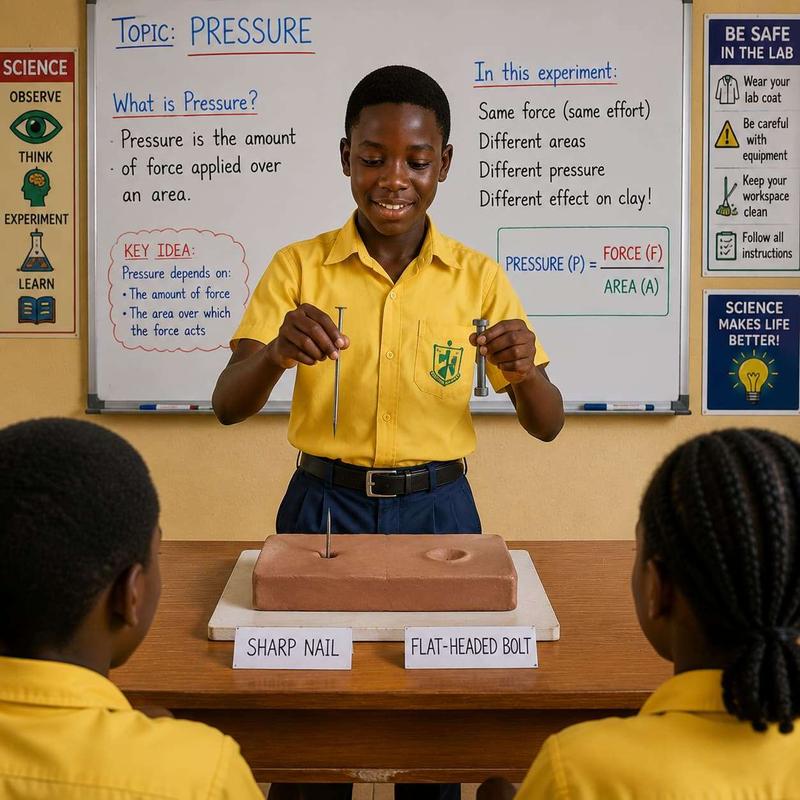 SCIENCE
OBSERVE
THINK
EXPERIMENT
LEARN
TOPIC: PRESSURE
What is Pressure?
· Pressure is the amount
· of force applied over
an area.
KEY IDEA:
Pressure depends on:
• The amount of force
• The area over which
the force acts
In this experiment:
Same force (same effort)
Different areas
Different pressure
Different effect on clay!
PRESSURE (P) = FORCE (F)
AREA (A)
BE SAFE
IN THE LAB
Wear your
lab coat
Be careful
with
equipment
Keep your
workspace
clean
Follow all
instructions
SCIENCE
MAKES LIFE
BETTER!
SHARP NAIL
FLAT-HEADED BOLT